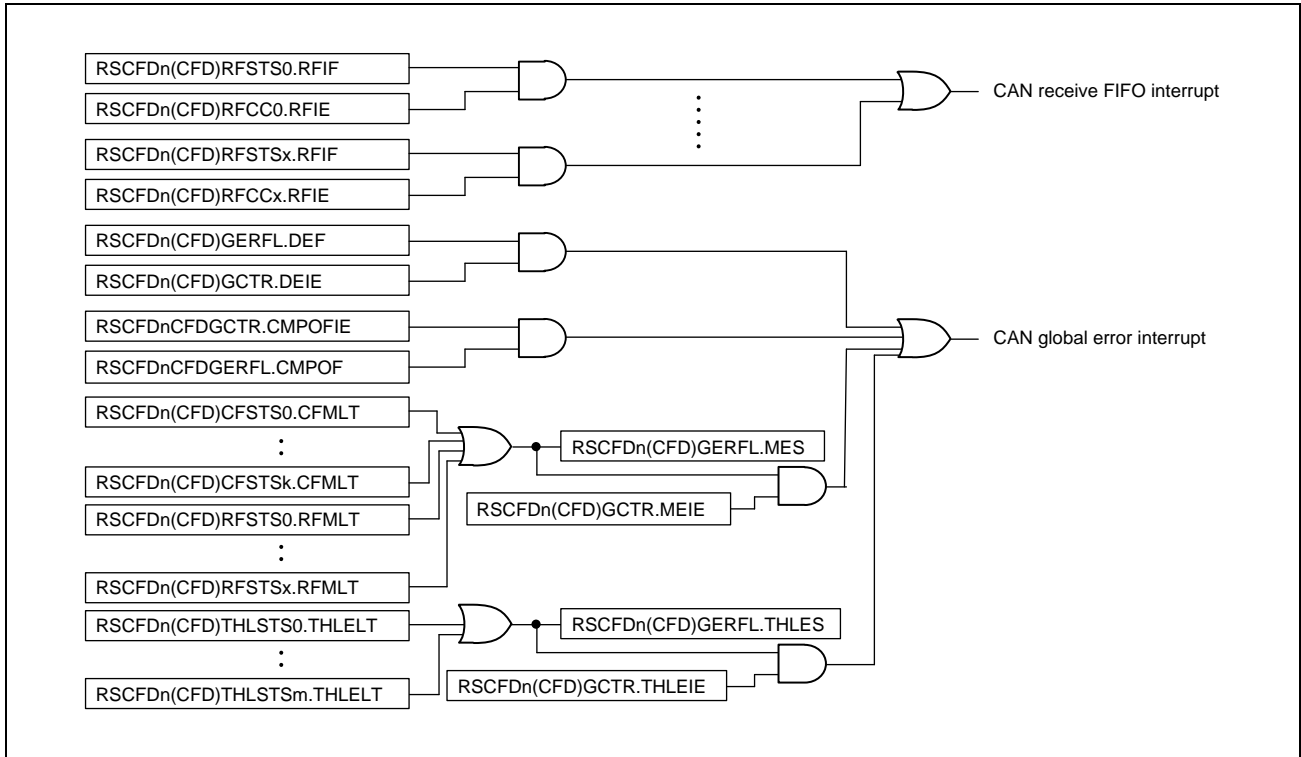 RSCFDn(CFD)RFSTS0.RFIF
RSCFDn(CFD)RFCC0.RFIE
CAN receive FIFO interrupt
RSCFDn(CFD)RFSTSx.RFIF
RSCFDn(CFD)RFCCx.RFIE
RSCFDn(CFD)GERFL.DEF
RSCFDn(CFD)GCTR.DEIE
RSCFDnCFDGCTR.CMPOFIE
CAN global error interrupt
RSCFDnCFDGERFL.CMPOF
RSCFDn(CFD)CFSTS0.CFMLT
RSCFDn(CFD)GERFL.MES
RSCFDn(CFD)CFSTSk.CFMLT
RSCFDn(CFD)GCTR.MEIE
RSCFDn(CFD)RFSTS0.RFMLT
RSCFDn(CFD)RFSTSx.RFMLT
RSCFDn(CFD)THLSTS0.THLELT
RSCFDn(CFD)GERFL.THLES
RSCFDn(CFD)GCTR.THLEIE
RSCFDn(CFD)THLSTSm.THLELT